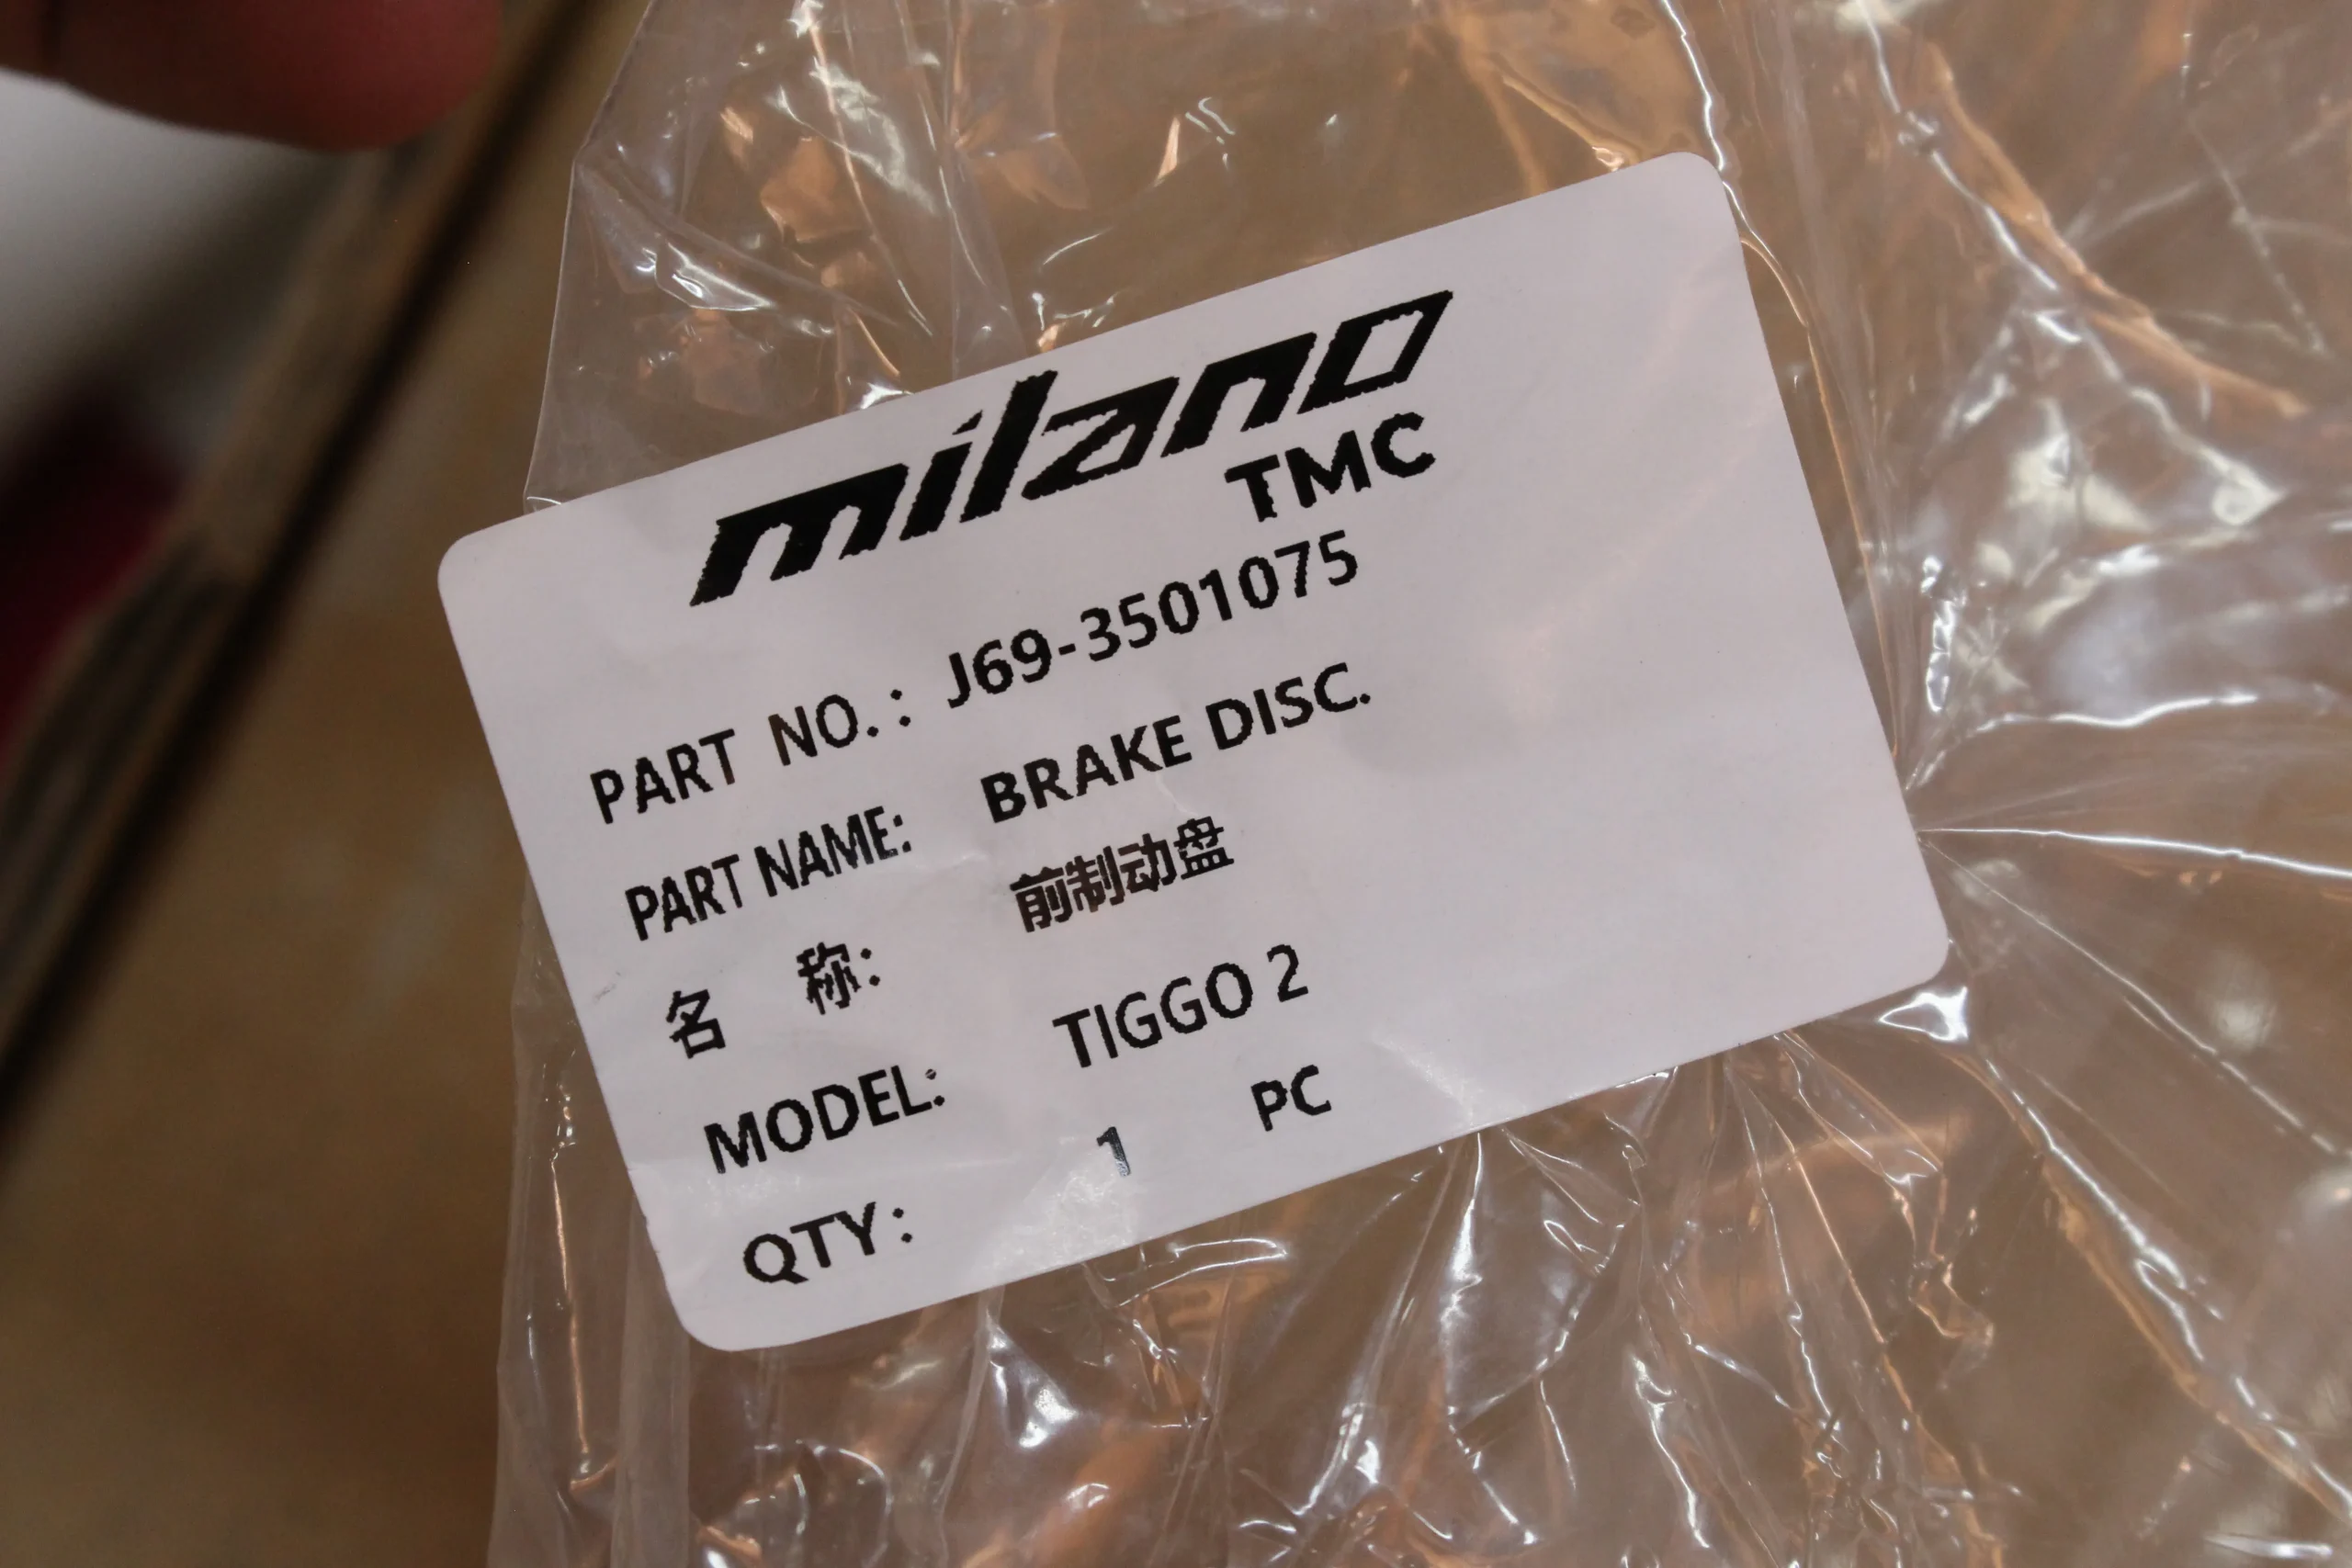 milano
TMC
PART NO.: J69-3501075
PART NAME: BRAKE DISC.
名 称: 前制动盘
MODEL: TIGGO 2
QTY: 1 PC